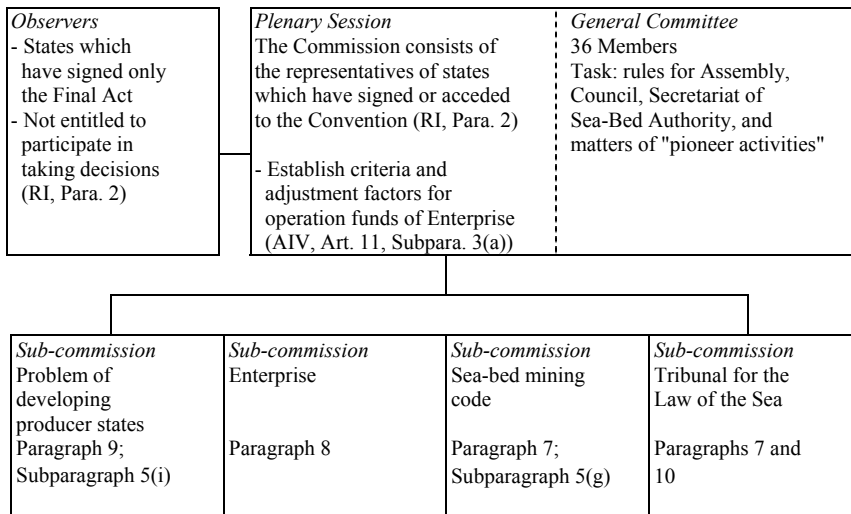 Observers
- States which
have signed only
the Final Act
- Not entitled to
participate in
taking decisions
(RI, Para. 2)
Plenary Session
The Commission consists of
the representatives of states
which have signed or acceded
to the Convention (RI, Para. 2)
- Establish criteria and
adjustment factors for
operation funds of Enterprise
(AIV, Art. 11, Subpara. 3(a))
General Committee
36 Members
Task: rules for Assembly,
Council, Secretariat of
Sea-Bed Authority, and
matters of "pioneer activities"
Sub-commission
Problem of
developing
producer states
Paragraph 9;
Subparagraph 5(i)
Sub-commission
Enterprise
Paragraph 8
Sub-commission
Sea-bed mining
code
Paragraph 7;
Subparagraph 5(g)
Sub-commission
Tribunal for the
Law of the Sea
Paragraphs 7 and
10